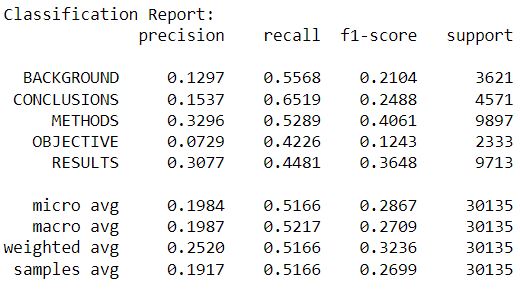 Classification Report:
precision recall f1-score support
BACKGROUND 0.1297 0.5568 0.2104 3621
CONCLUSIONS 0.1537 0.6519 0.2488 4571
METHODS 0.3296 0.5289 0.4061 9897
OBJECTIVE 0.0729 0.4226 0.1243 2333
RESULTS 0.3077 0.4481 0.3648 9713
micro avg 0.1984 0.5166 0.2867 30135
macro avg 0.1987 0.5217 0.2709 30135
weighted avg 0.2520 0.5166 0.3236 30135
samples avg 0.1917 0.5166 0.2699 30135